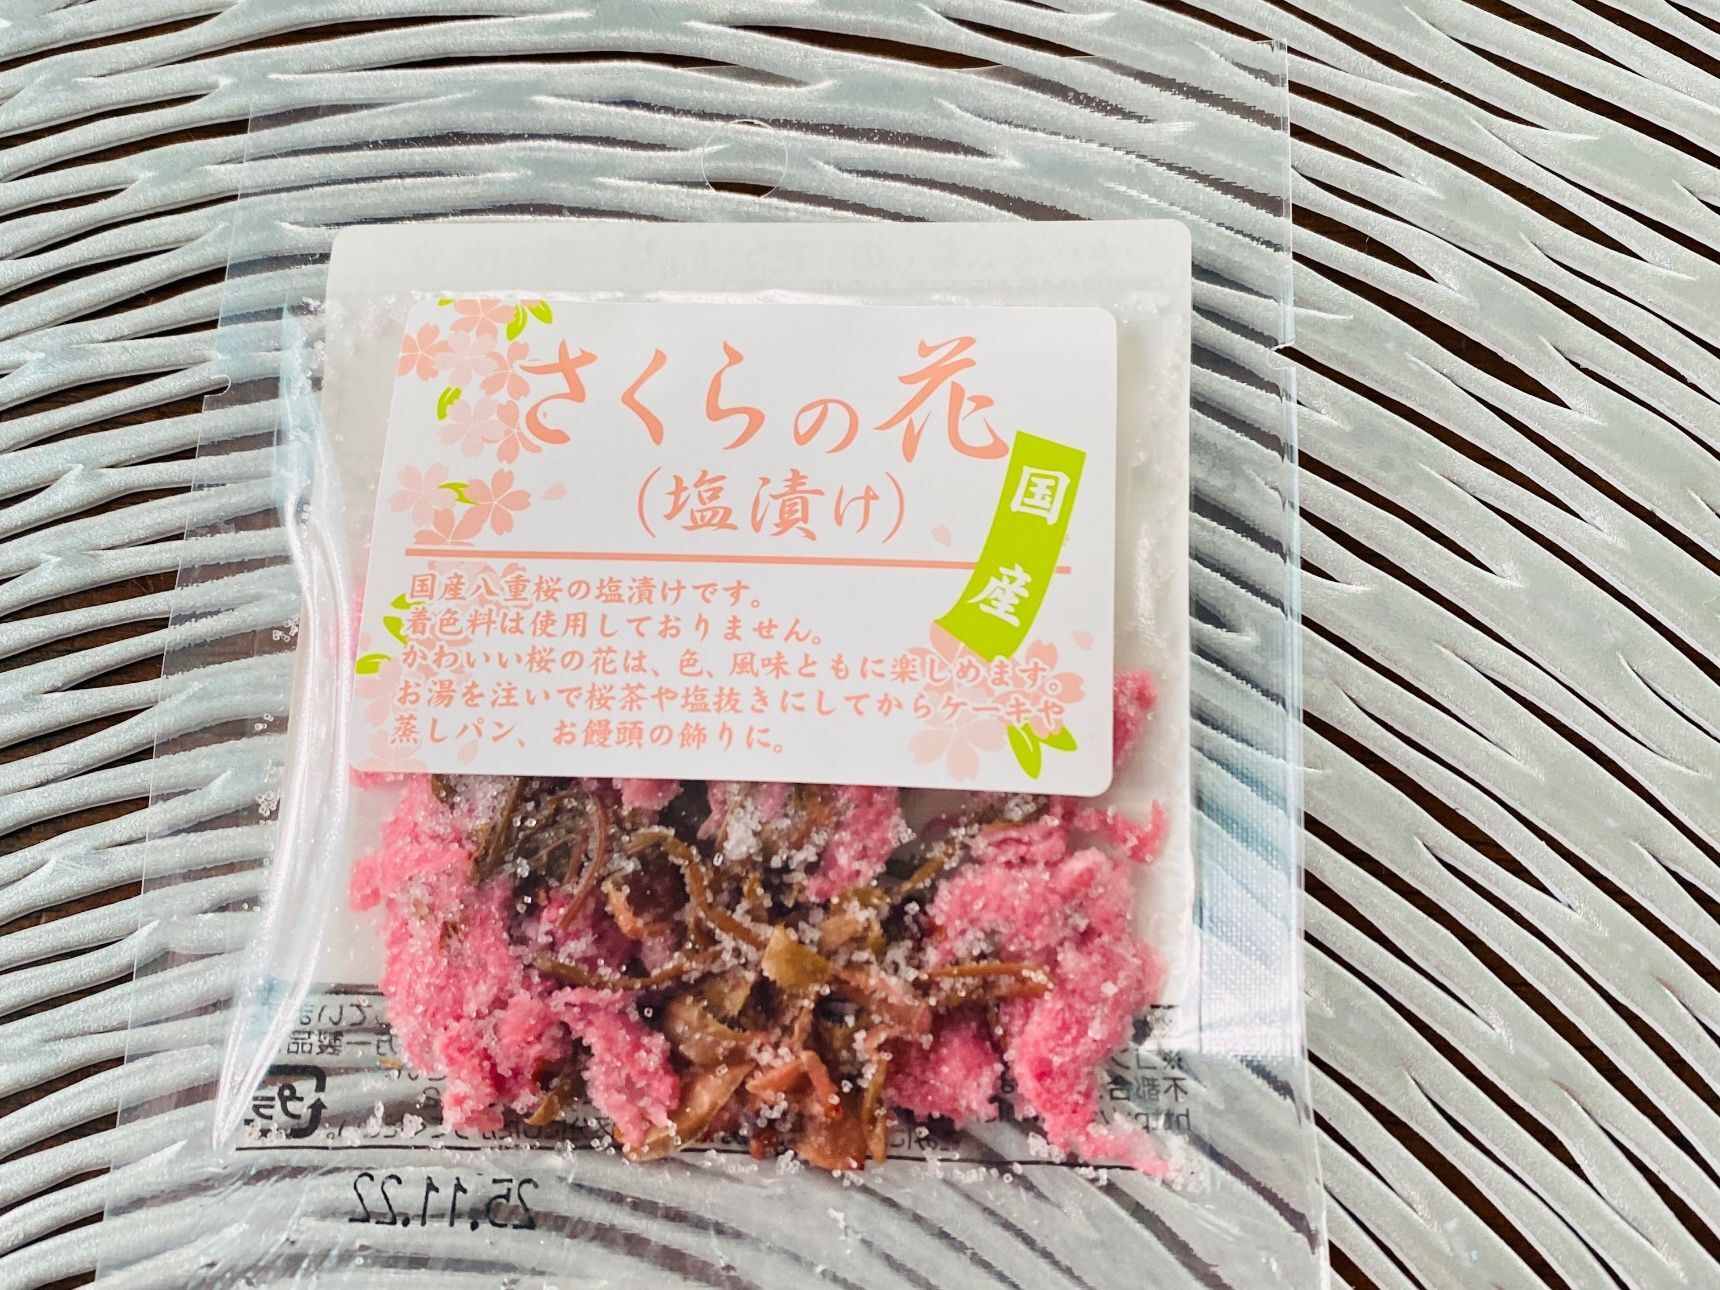 さくらの花
(塩漬け)
国産
国産八重桜の塩漬けです。
着色料は使用しておりません。
かわいい桜の花は、色、風味ともに楽しめます。
お湯を注いで桜茶や塩抜きにしてからケーキや
蒸しパン、お饅頭の飾りに。
25.11.22